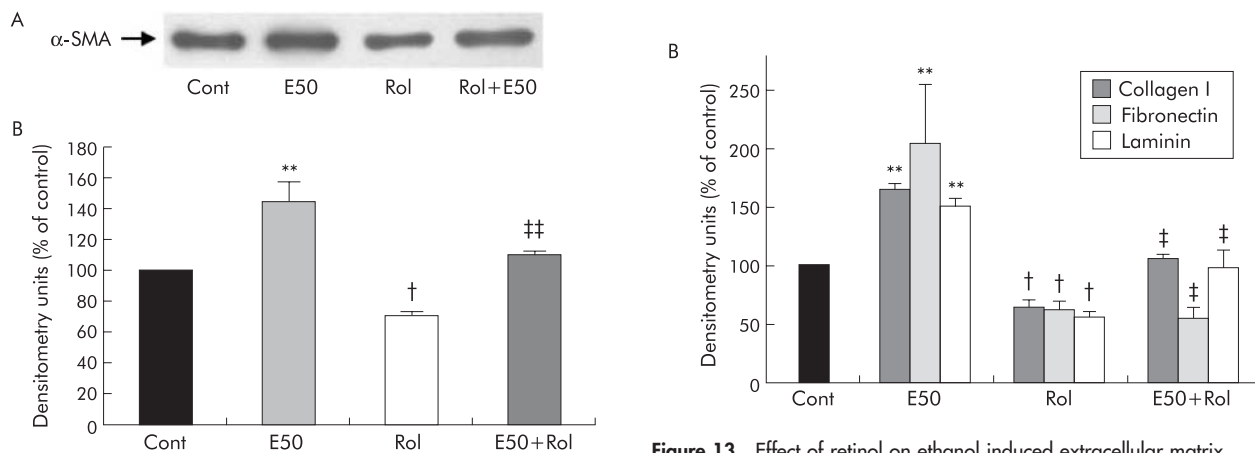 A
α-SMA
Cont E50 Rol Rol+E50
B
Densitometry units (% of control)
180
160
140
120
100
80
60
40
20
0
**
†
‡‡
Cont E50 Rol E50+Rol
B
Densitometry units (% of control)
250
200
150
100
50
0
Collagen I
Fibronectin
Laminin
** ** **
† † †
‡ ‡ ‡
Cont E50 Rol E50+Rol
Figure 13 Effect of retinol on ethanol induced extracellular matrix